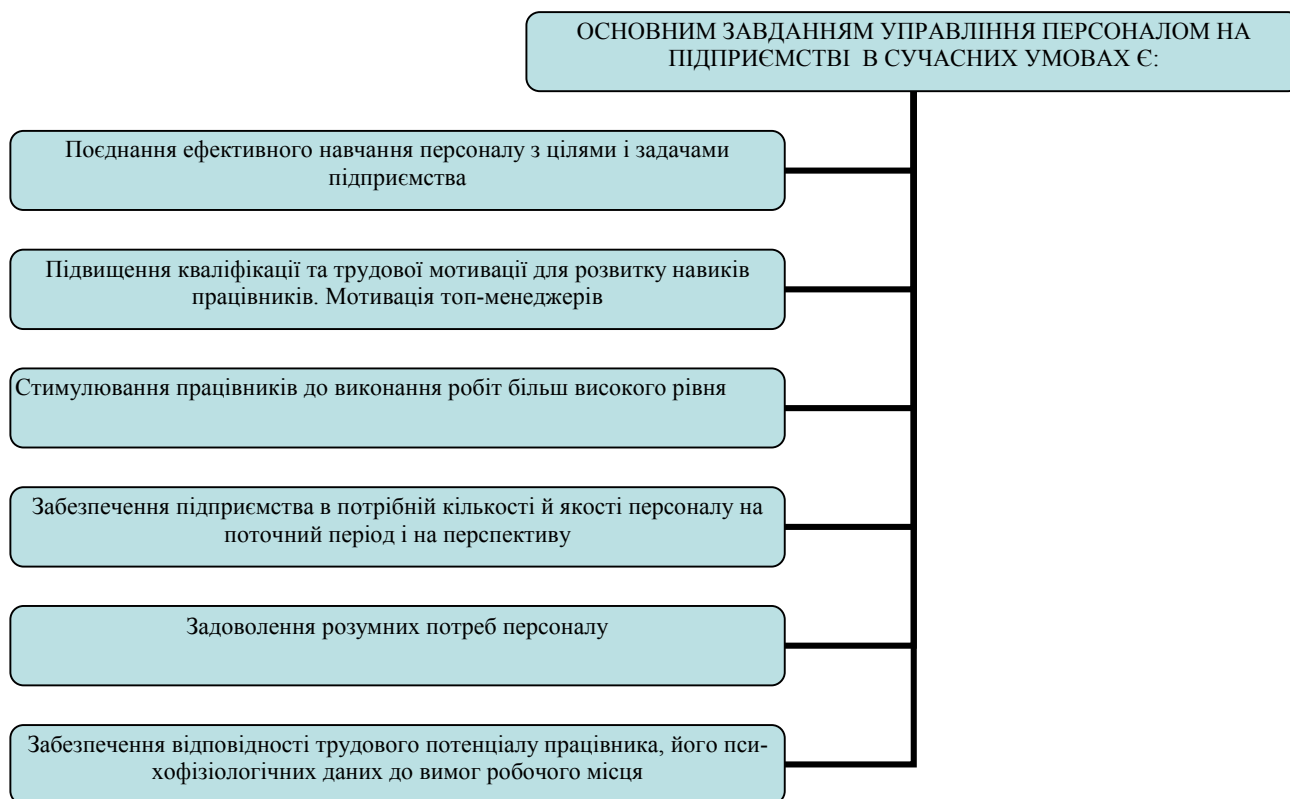 ОСНОВНИМ ЗАВДАННЯМ УПРАВЛІННЯ ПЕРСОНАЛОМ НА
ПІДПРИЄМСТВІ В СУЧАСНИХ УМОВАХ Є:
Поєднання ефективного навчання персоналу з цілями і задачами
підприємства
Підвищення кваліфікації та трудової мотивації для розвитку навиків
працівників. Мотивація топ-менеджерів
Стимулювання працівників до виконання робіт більш високого рівня
Забезпечення підприємства в потрібній кількості й якості персоналу на
поточний період і на перспективу
Задоволення розумних потреб персоналу
Забезпечення відповідності трудового потенціалу працівника, його пси-
хофізіологічних даних до вимог робочого місця